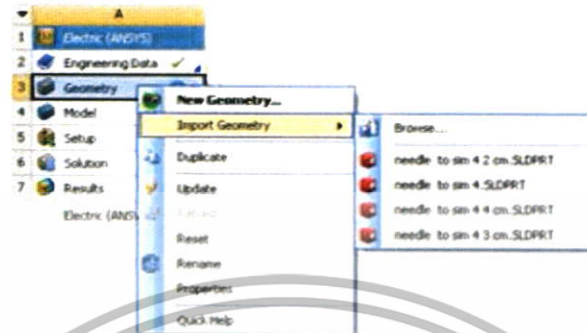 A
1 Electric (ANSYS)
2 Engineering Data
3 Geometry
4 Model
5 Setup
6 Solution
7 Results
Electric (ANSYS
New Geometry...
Import Geometry
Duplicate
Update
Refresh
Reset
Rename
Properties
Quick Help
Browse...
needle to sim 4 2 cm.SLDPRT
needle to sim 4.SLDPRT
needle to sim 4 4 cm.SLDPRT
needle to sim 4 3 cm.SLDPRT